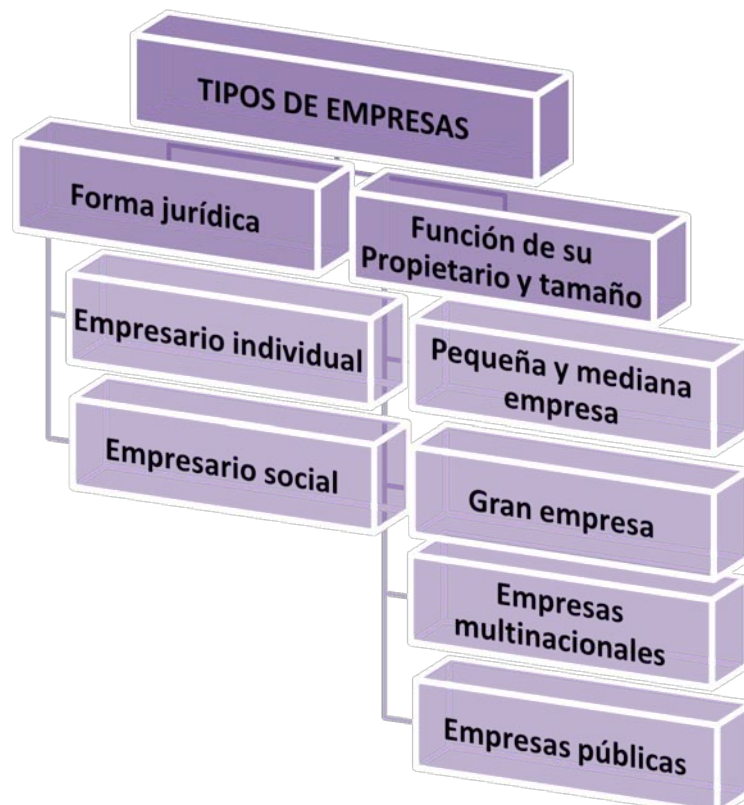 TIPOS DE EMPRESAS
Forma jurídica
Empresario individual
Empresario social
Función de su
Propietario y tamaño
Pequeña y mediana
empresa
Gran empresa
Empresas
multinacionales
Empresas públicas